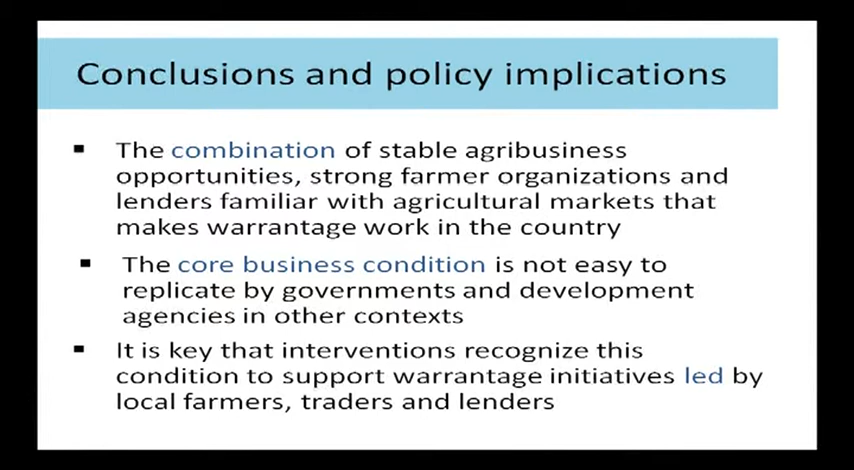 Conclusions and policy implications
▪ The combination of stable agribusiness
opportunities, strong farmer organizations and
lenders familiar with agricultural markets that
makes warrantage work in the country
▪ The core business condition is not easy to
replicate by governments and development
agencies in other contexts
▪ It is key that interventions recognize this
condition to support warrantage initiatives led by
local farmers, traders and lenders